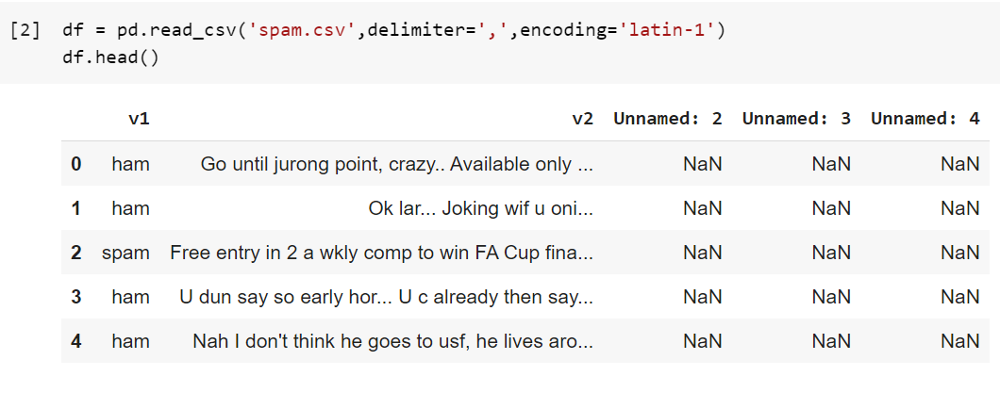 [2] df = pd.read_csv('spam.csv',delimiter=',',encoding='latin-1')
df.head()
v1 v2 Unnamed: 2 Unnamed: 3 Unnamed: 4
0 ham Go until jurong point, crazy.. Available only ... NaN NaN NaN
1 ham Ok lar... Joking wif u oni... NaN NaN NaN
2 spam Free entry in 2 a wkly comp to win FA Cup fina... NaN NaN NaN
3 ham U dun say so early hor... U c already then say... NaN NaN NaN
4 ham Nah I don't think he goes to usf, he lives aro... NaN NaN NaN